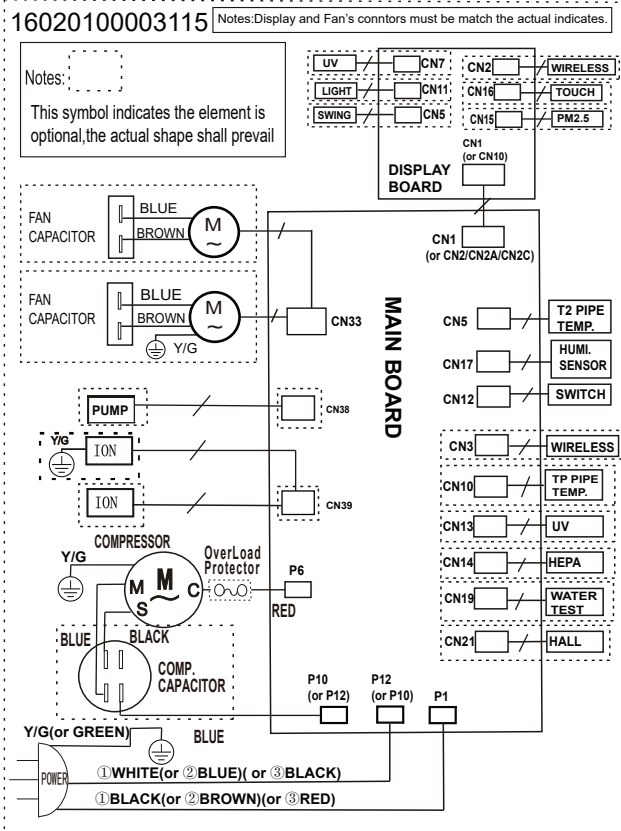 16020100003115
Notes:Display and Fan's conntors must be match the actual indicates.
Notes:
This symbol indicates the element is
optional,the actual shape shall prevail
UV
CN7
LIGHT
CN11
SWING
CN5
CN2
WIRELESS
CN16
TOUCH
CN15
PM2.5
CN1
(or CN10)
DISPLAY
BOARD
CN1
(or CN2/CN2A/CN2C)
FAN
CAPACITOR
BLUE
BROWN
M
~
FAN
CAPACITOR
BLUE
BROWN
Y/G
M
~
CN33
MAIN BOARD
CN5
T2 PIPE
TEMP.
CN17
HUMI.
SENSOR
CN12
SWITCH
PUMP
CN38
Y/G
ION
ION
CN39
CN3
WIRELESS
CN10
TP PIPE
TEMP.
CN13
UV
CN14
HEPA
CN19
WATER
TEST
CN21
HALL
COMPRESSOR
Y/G
M
M
~
C
S
OverLoad
Protector
P6
RED
BLUE
BLACK
COMP.
CAPACITOR
BLUE
P10
(or P12)
P12
(or P10)
P1
Y/G(or GREEN)
POWER
①WHITE(or ②BLUE)( or ③BLACK)
①BLACK(or ②BROWN)(or ③RED)